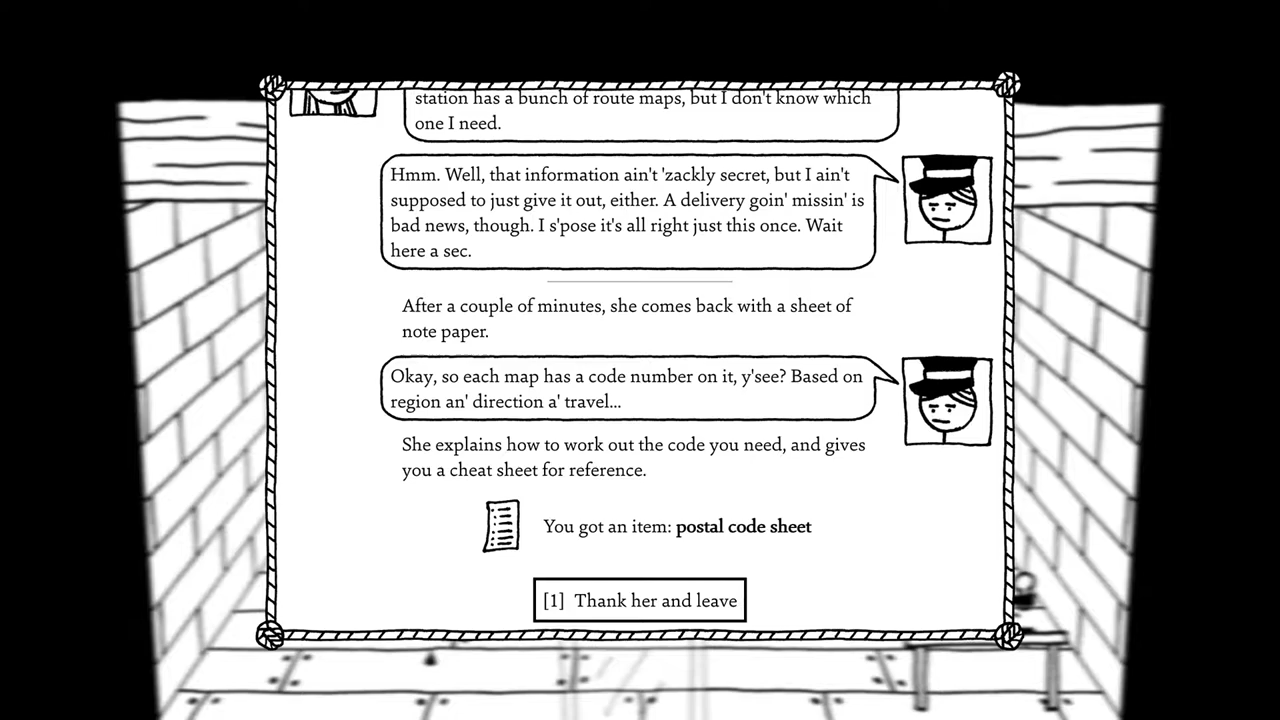 station has a bunch of route maps, but I don't know which
one I need.
Hmm. Well, that information ain't 'zackly secret, but I ain't
supposed to just give it out, either. A delivery goin' missin' is
bad news, though. I s'pose it's all right just this once. Wait
here a sec.
After a couple of minutes, she comes back with a sheet of
note paper.
Okay, so each map has a code number on it, y'see? Based on
region an' direction a' travel...
She explains how to work out the code you need, and gives
you a cheat sheet for reference.
You got an item: postal code sheet
[1] Thank her and leave